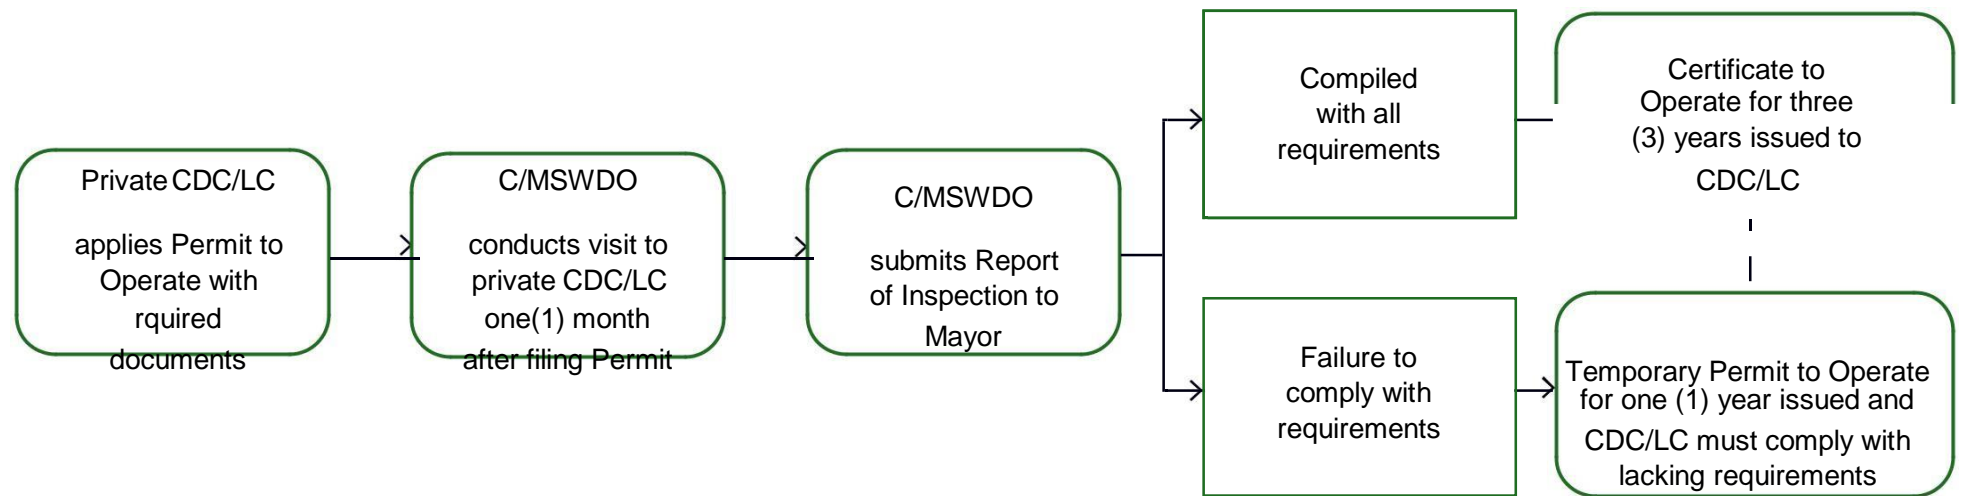 Private CDC/LC
applies Permit to
Operate with
rquired
documents
C/MSWDO
conducts visit to
private CDC/LC
one(1) month
after filing Permit
C/MSWDO
submits Report
of Inspection to
Mayor
Compiled
with all
requirements
Certificate to
Operate for three
(3) years issued to
CDC/LC
Failure to
comply with
requirements
Temporary Permit to Operate
for one (1) year issued and
CDC/LC must comply with
lacking requirements